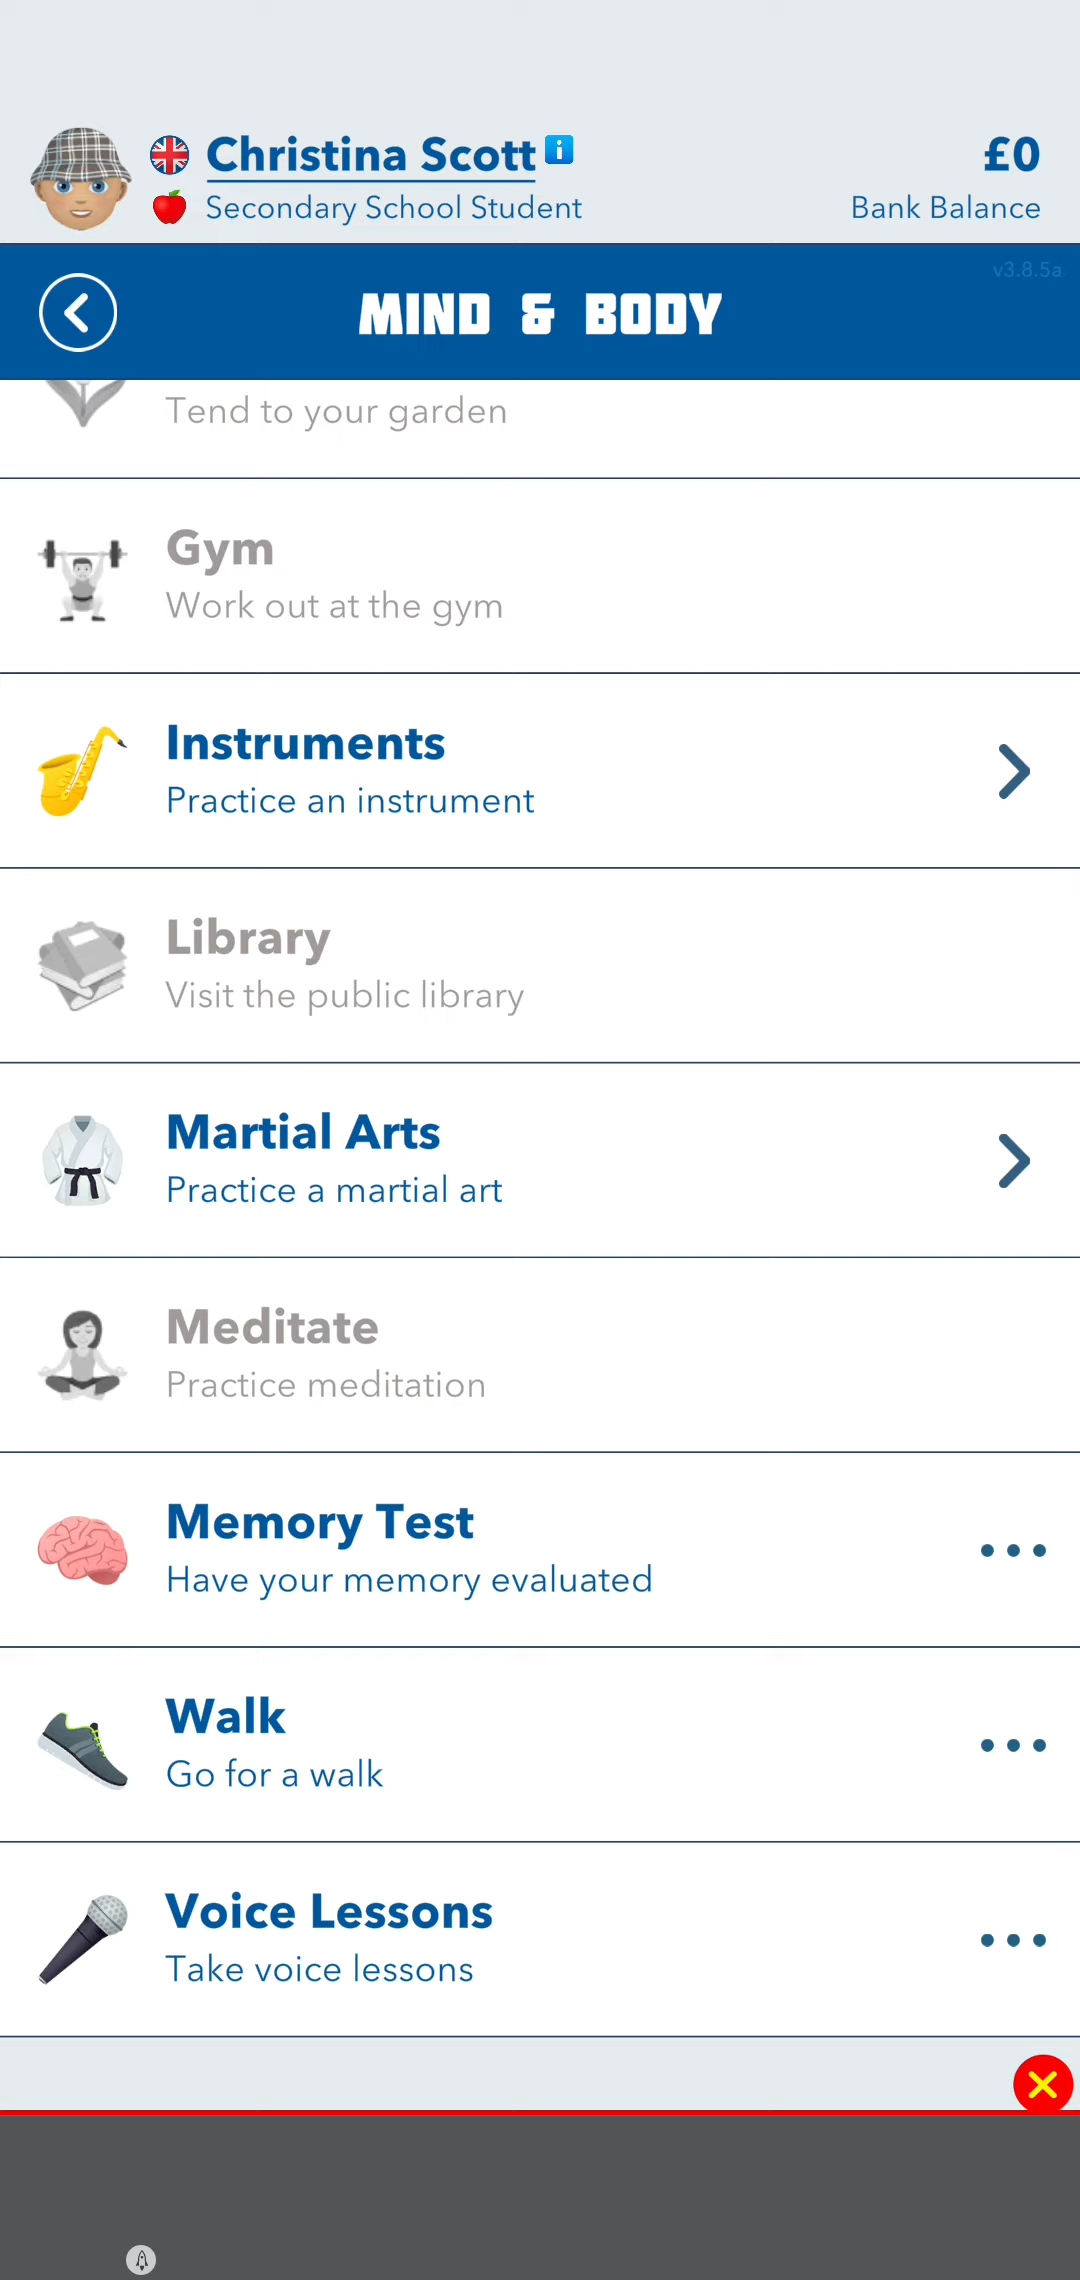 Christina Scott
£0
Secondary School Student
Bank Balance
v3.8.5a
MIND & BODY
Tend to your garden
Gym
Work out at the gym
Instruments
Practice an instrument
Library
Visit the public library
Martial Arts
Practice a martial art
Meditate
Practice meditation
Memory Test
Have your memory evaluated
Walk
Go for a walk
Voice Lessons
Take voice lessons